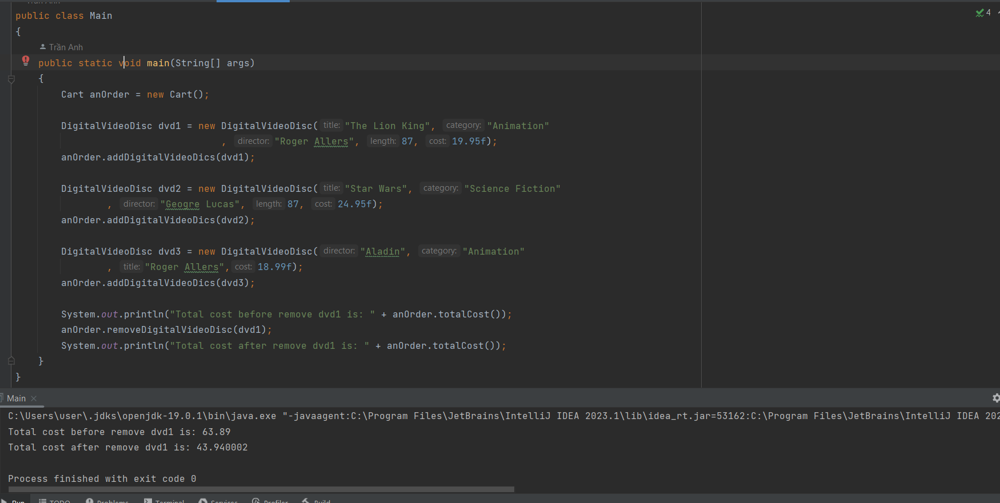 Trần Anh
public class Main
4
{
Trần Anh
public static void main(String[] args)
{
Cart anOrder = new Cart();
DigitalVideoDisc dvd1 = new DigitalVideoDisc( title: "The Lion King", category: "Animation"
, director: "Roger Allers", length: 87, cost: 19.95f);
anOrder.addDigitalVideoDics(dvd1);
DigitalVideoDisc dvd2 = new DigitalVideoDisc( title: "Star Wars", category: "Science Fiction"
, director: "Geogre Lucas", length: 87, cost: 24.95f);
anOrder.addDigitalVideoDics(dvd2);
DigitalVideoDisc dvd3 = new DigitalVideoDisc( director: "Aladin", category: "Animation"
, title: "Roger Allers", cost: 18.99f);
anOrder.addDigitalVideoDics(dvd3);
System.out.println("Total cost before remove dvd1 is: " + anOrder.totalCost());
anOrder.removeDigitalVideoDisc(dvd1);
System.out.println("Total cost after remove dvd1 is: " + anOrder.totalCost());
}
}
Main
C:\Users\user\.jdks\openjdk-19.0.1\bin\java.exe "-javaagent:C:\Program Files\JetBrains\IntelliJ IDEA 2023.1\lib\idea_rt.jar=53162:C:\Program Files\JetBrains\IntelliJ IDEA 202
Total cost before remove dvd1 is: 63.89
Total cost after remove dvd1 is: 43.940002
Process finished with exit code 0
Run TODO Problems Terminal Services Profiler Build